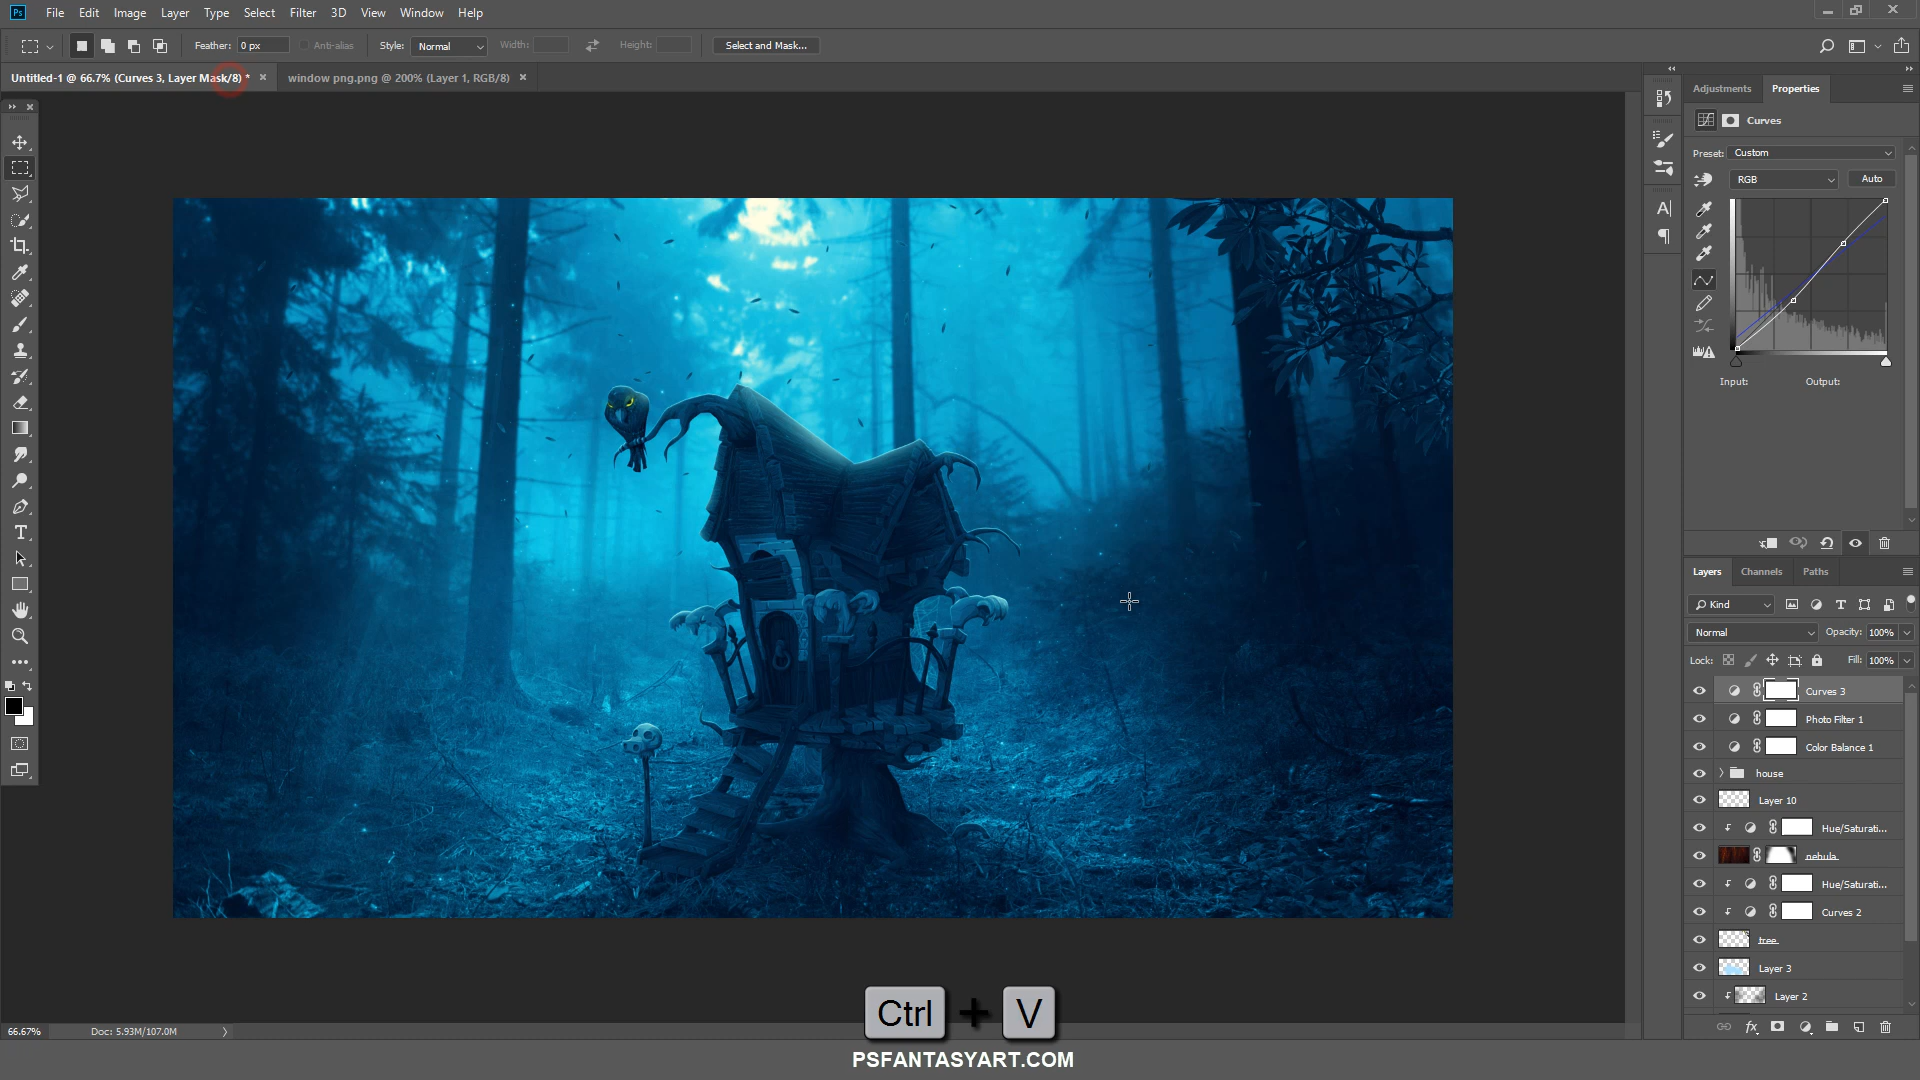 Ps File Edit Image Layer Type Select Filter 3D View Window Help
Feather: 0 px Anti-alias Style: Normal Width: Height: Select and Mask...
Untitled-1 @ 66.7% (Curves 3, Layer Mask/8) * × window png.png @ 200% (Layer 1, RGB/8) ×
Adjustments Properties
Curves
Preset: Custom
RGB Auto
Input: Output:
Layers Channels Paths
Kind
Normal Opacity: 100%
Lock: Fill: 100%
Curves 3
Photo Filter 1
Color Balance 1
house
Layer 10
Hue/Saturati...
nebula
Hue/Saturati...
Curves 2
tree
Layer 3
Layer 2
Ctrl + V
66.67% Doc: 5.93M/107.0M
PSFANTASYART.COM